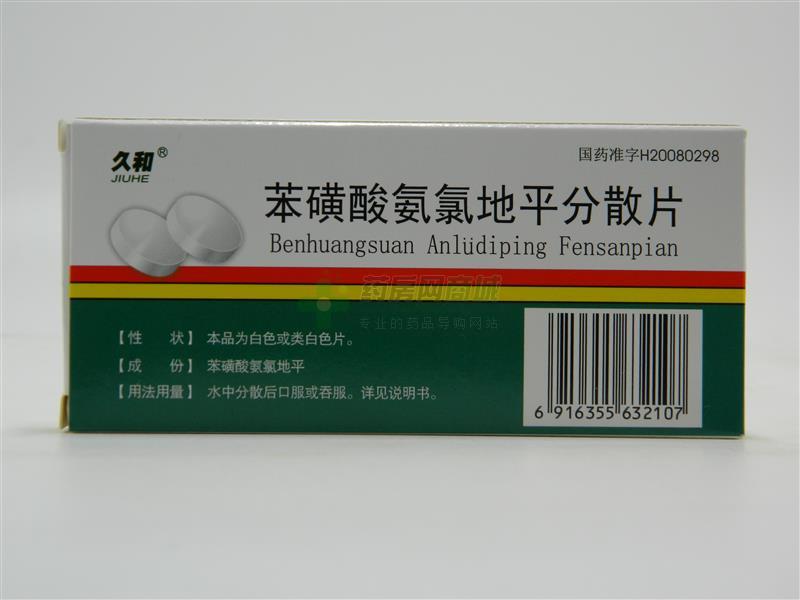 久和®
JIUHE
国药准字H20080298
苯磺酸氨氯地平分散片
Benhuangsuan Anlüdiping Fensanpian
药房网商城
专业的药品导购网站
【性　状】 本品为白色或类白色片。
【成　份】 苯磺酸氨氯地平
【用法用量】 水中分散后口服或吞服。详见说明书。
6 916355 632107